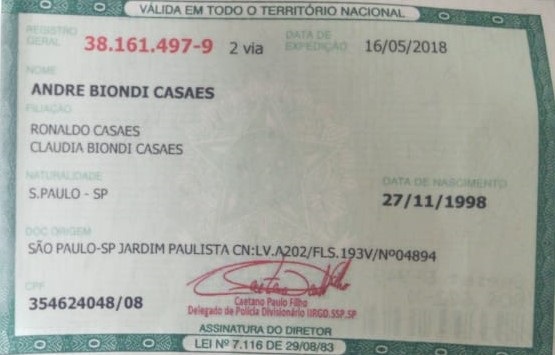 VÁLIDA EM TODO O TERRITÓRIO NACIONAL
REGISTRO GERAL 38.161.497-9 2 via DATA DE EXPEDIÇÃO 16/05/2018
NOME
ANDRE BIONDI CASAES
FILIAÇÃO
RONALDO CASAES
CLAUDIA BIONDI CASAES
NATURALIDADE DATA DE NASCIMENTO
S.PAULO - SP 27/11/1998
DOC ORIGEM
SÃO PAULO-SP JARDIM PAULISTA CN:LV.A202/FLS.193V/Nº04894
CPF
354624048/08
Caetano Paulo Filho
Delegado de Polícia Divisionário IIRGD.SSP.SP
ASSINATURA DO DIRETOR
LEI Nº 7.116 DE 29/08/83